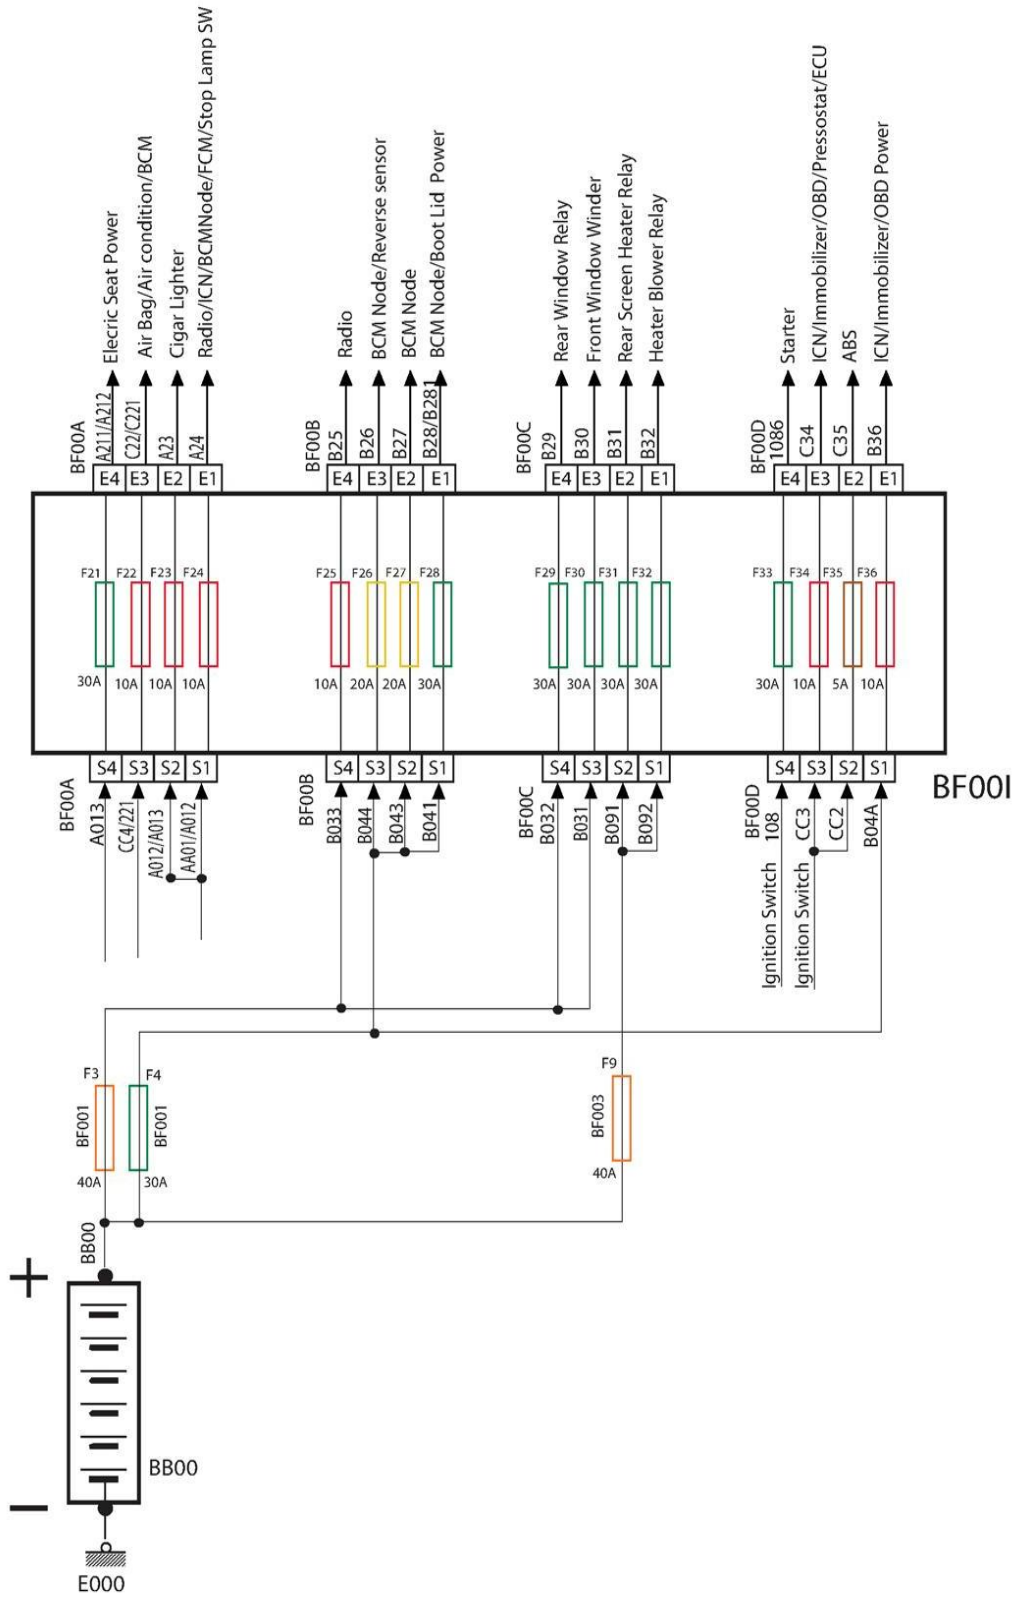 Elecric Seat Power
Air Bag/Air condition/BCM
Cigar Lighter
Radio/ICN/BCMNode/FCM/Stop Lamp SW
Radio
BCM Node/Reverse sensor
BCM Node
BCM Node/Boot Lid Power
Rear Window Relay
Front Window Winder
Rear Screen Heater Relay
Heater Blower Relay
Starter
ICN/Immobilizer/OBD/Pressostat/ECU
ABS
ICN/Immobilizer/OBD Power
BF00A
A211/A212
C22/C221
A23
A24
BF00B
B25
B26
B27
B28/B281
BF00C
B29
B30
B31
B32
BF00D
1086
C34
C35
B36
E4 E3 E2 E1
E4 E3 E2 E1
E4 E3 E2 E1
E4 E3 E2 E1
F21 F22 F23 F24
F25 F26 F27 F28
F29 F30 F31 F32
F33 F34 F35 F36
30A 10A 10A 10A
10A 20A 20A 30A
30A 30A 30A 30A
30A 10A 5A 10A
S4 S3 S2 S1
S4 S3 S2 S1
S4 S3 S2 S1
S4 S3 S2 S1
BF00I
BF00A
A013
CC4/221
A012/A013
AA01/A012
BF00B
B033
B044
B043
B041
BF00C
B032
B031
B091
B092
BF00D
108
CC3
CC2
B04A
Ignition Switch
Ignition Switch
F3
BF001
40A
F4
BF001
30A
F9
BF003
40A
BB00
+
BB00
−
E000